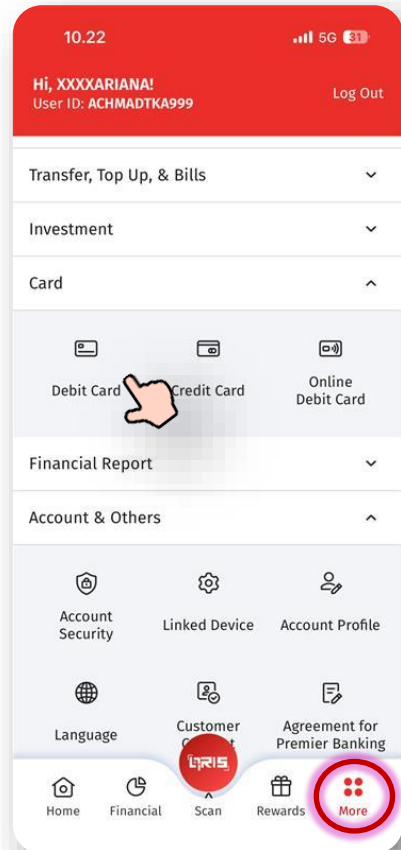 10.22
5G 31
Hi, XXXXARIANA!
User ID: ACHMADTKA999
Log Out
Transfer, Top Up, & Bills
Investment
Card
Debit Card
Credit Card
Online
Debit Card
Financial Report
Account & Others
Account
Security
Linked Device
Account Profile
Language
Customer
Agreement for
Premier Banking
QRIS
Home
Financial
Scan
Rewards
More